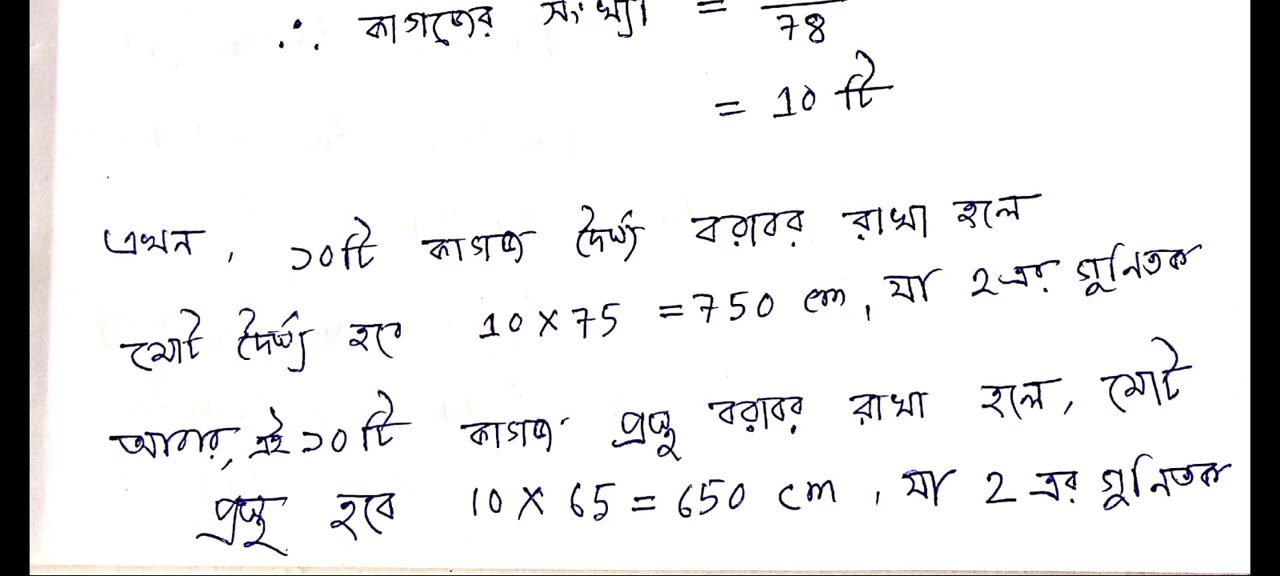 ∴ কাগজের সংখ্যা = 
78
= 10 টি
এখন, ১০টি কাগজ দৈর্ঘ্য বরাবর রাখা হলে
মোট দৈর্ঘ্য হবে 10 × 75 = 750 cm, যা 2 এর গুনিতক
আবার, এই ১০টি কাগজ প্রস্থ বরাবর রাখা হলে, মোট
প্রস্থ হবে 10 × 65 = 650 cm, যা 2 এর গুনিতক